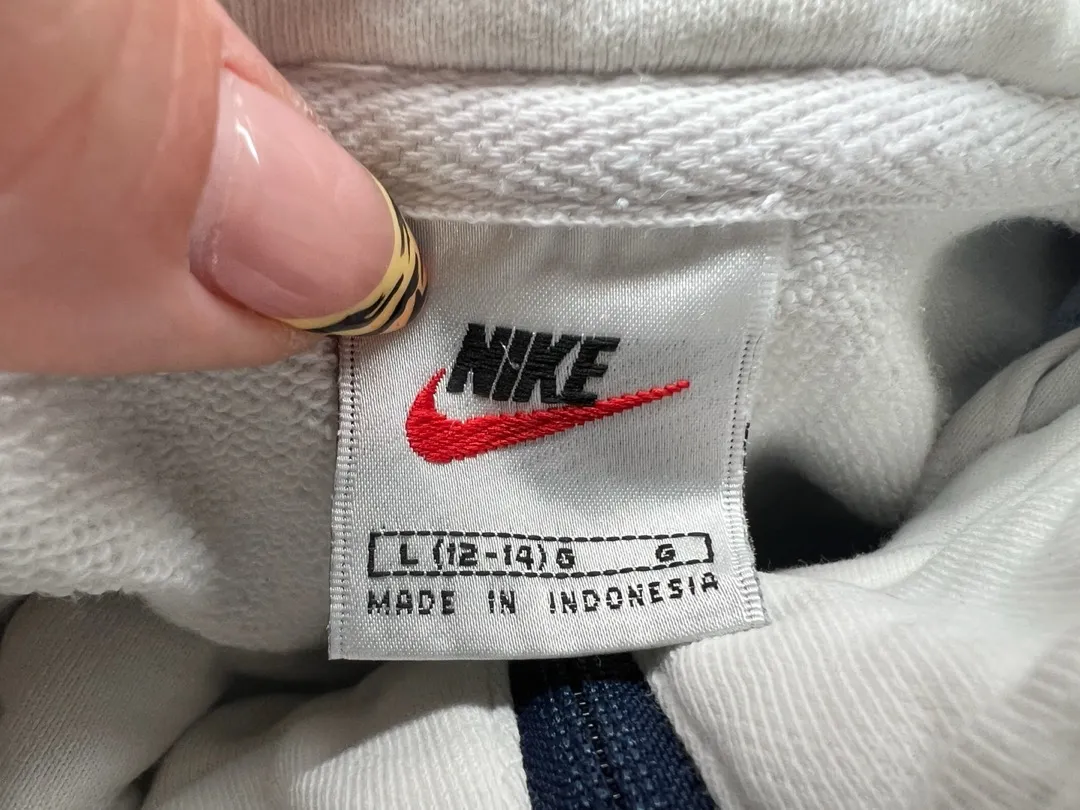 NIKE
L (12-14) G G
MADE IN INDONESIA